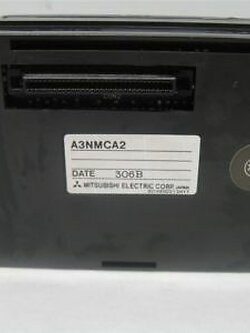 A3NMCA2
DATE 306B
MITSUBISHI ELECTRIC CORP. JAPAN